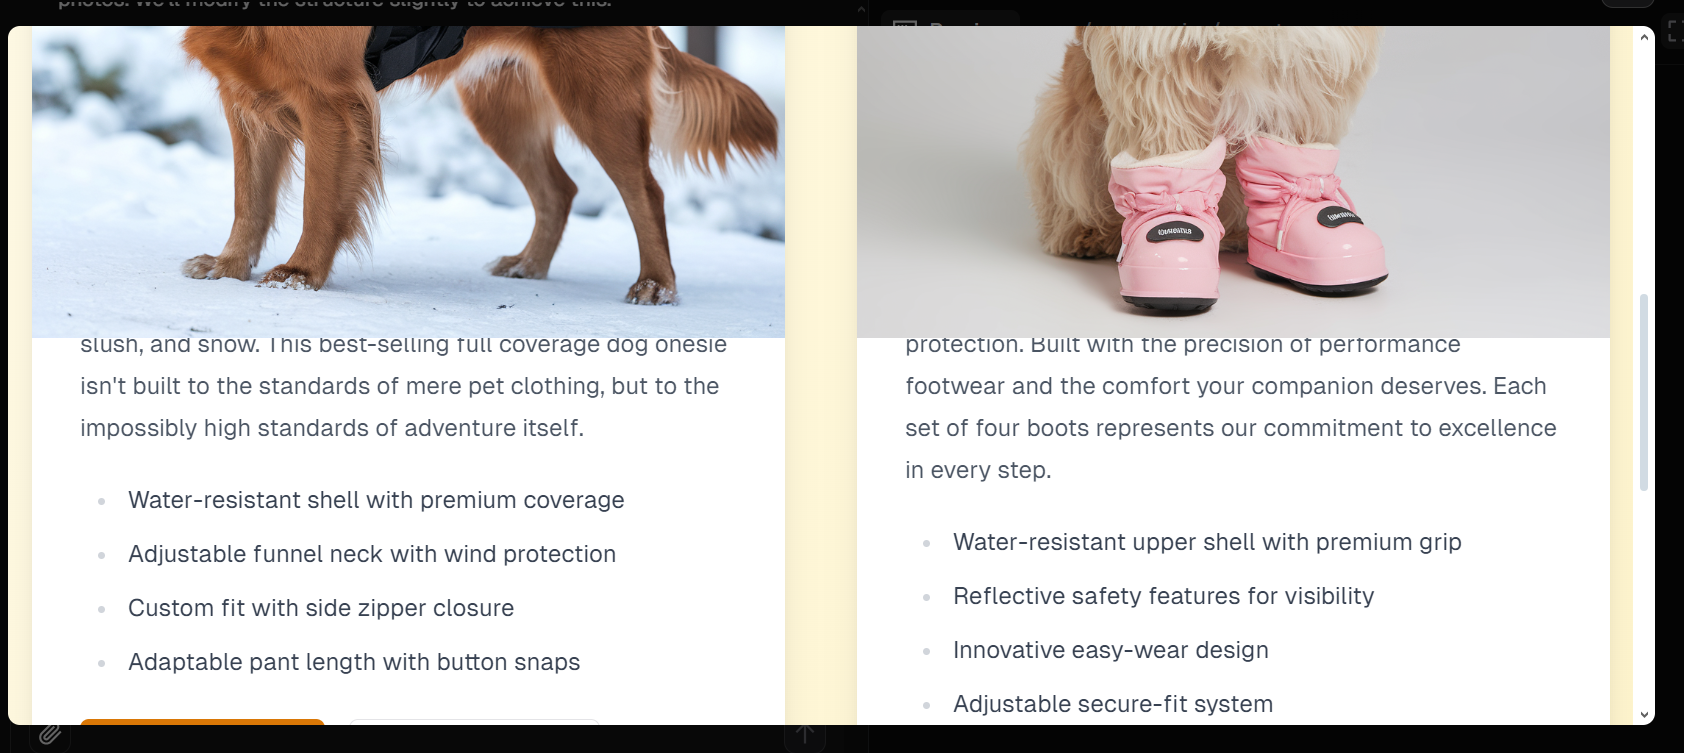 slush, and snow. This best-selling full coverage dog onesie
isn't built to the standards of mere pet clothing, but to the
impossibly high standards of adventure itself.
Water-resistant shell with premium coverage
Adjustable funnel neck with wind protection
Custom fit with side zipper closure
Adaptable pant length with button snaps
protection. Built with the precision of performance
footwear and the comfort your companion deserves. Each
set of four boots represents our commitment to excellence
in every step.
Water-resistant upper shell with premium grip
Reflective safety features for visibility
Innovative easy-wear design
Adjustable secure-fit system